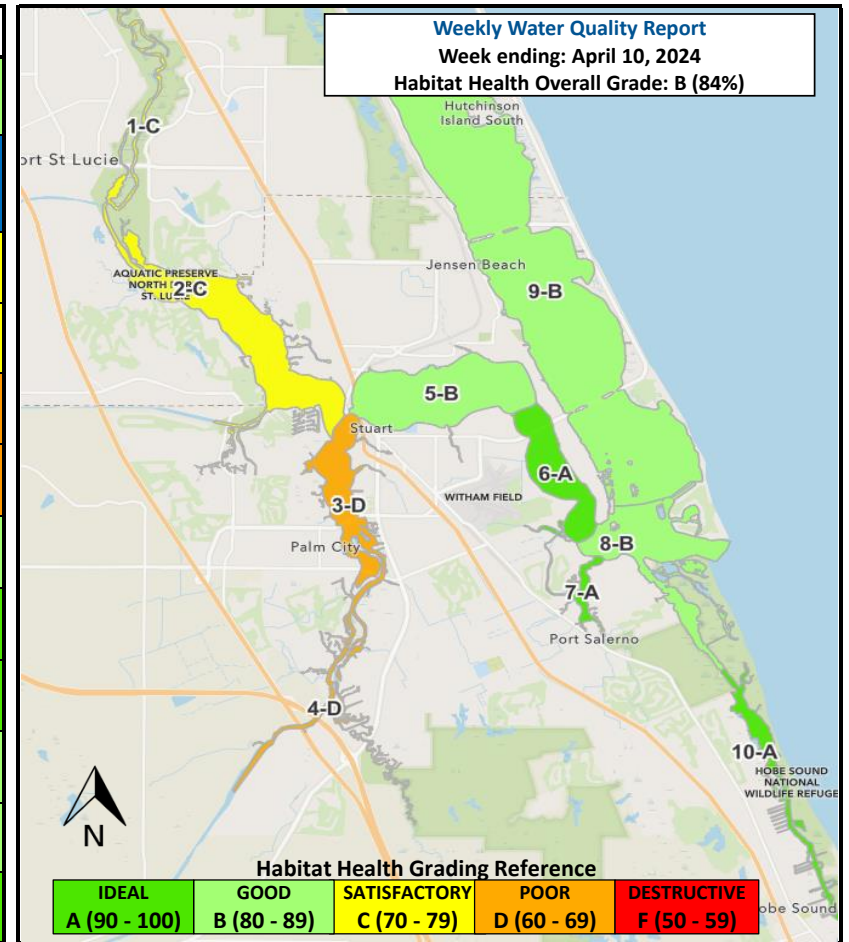 Weekly Water Quality Report
Week ending: April 10, 2024
Habitat Health Overall Grade: B (84%)
Hutchinson
Island South
1-C
ort St Lucie
Jensen Beach
AQUATIC PRESERVE
NORTH
ST. LUCIE
2-C
9-B
5-B
Stuart
6-A
WITHAM FIELD
3-D
Palm City
8-B
7-A
Port Salerno
4-D
10-A
HOBE SOUND
NATIONAL
WILDLIFE REFUGE
N
obe Sound
Habitat Health Grading Reference
IDEAL GOOD SATISFACTORY POOR DESTRUCTIVE
A (90 - 100) B (80 - 89) C (70 - 79) D (60 - 69) F (50 - 59)